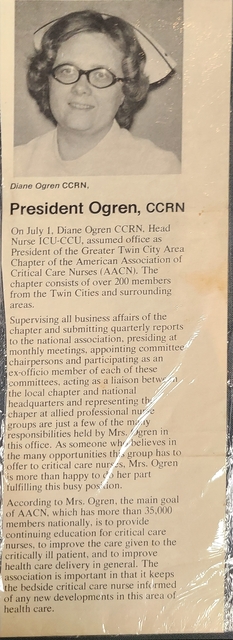 Diane Ogren CCRN,
President Ogren, CCRN
On July 1, Diane Ogren CCRN, Head
Nurse ICU-CCU, assumed office as
President of the Greater Twin City Area
Chapter of the American Association of
Critical Care Nurses (AACN). The
chapter consists of over 200 members
from the Twin Cities and surrounding
areas.
Supervising all business affairs of the
chapter and submitting quarterly reports
to the national association, presiding at
monthly meetings, appointing committee
chairpersons and participating as an
ex-officio member of each of these
committees, acting as a liaison between
the local chapter and national
headquarters and representing the
chaper at allied professional nurse
groups are just a few of the many
responsibilities held by Mrs. Ogren in
this office. As someone who believes in
the many opportunities this group has to
offer to critical care nurses, Mrs. Ogren
is more than happy to do her part
fulfilling this busy position.
According to Mrs. Ogren, the main goal
of AACN, which has more than 35,000
members nationally, is to provide
continuing education for critical care
nurses, to improve the care given to the
critically ill patient, and to improve
health care delivery in general. The
association is important in that it keeps
the bedside critical care nurse informed
of any new developments in this area of
health care.